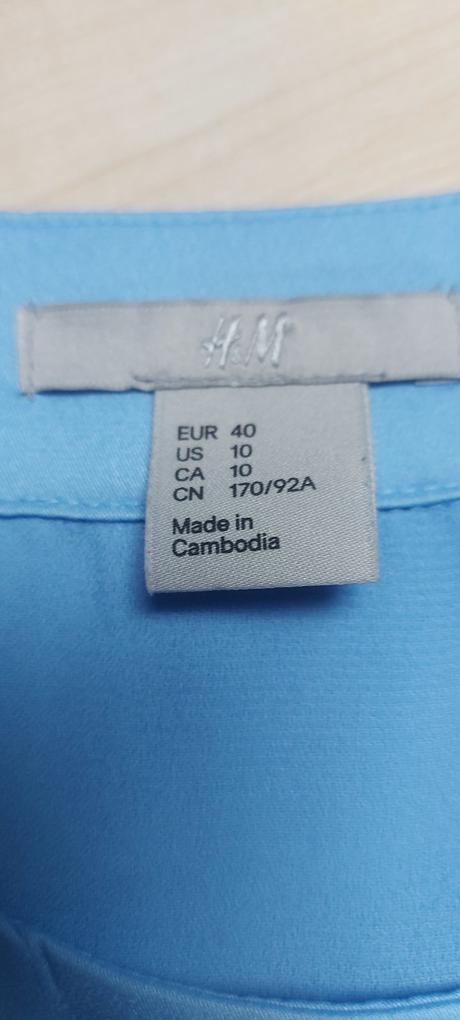 H&M
EUR 40
US 10
CA 10
CN 170/92A
Made in
Cambodia